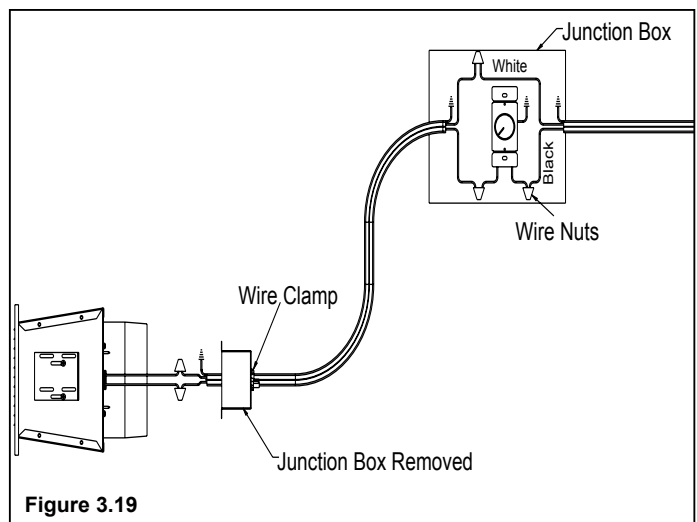 Junction Box
White
Black
Wire Nuts
Wire Clamp
Junction Box Removed
Figure 3.19